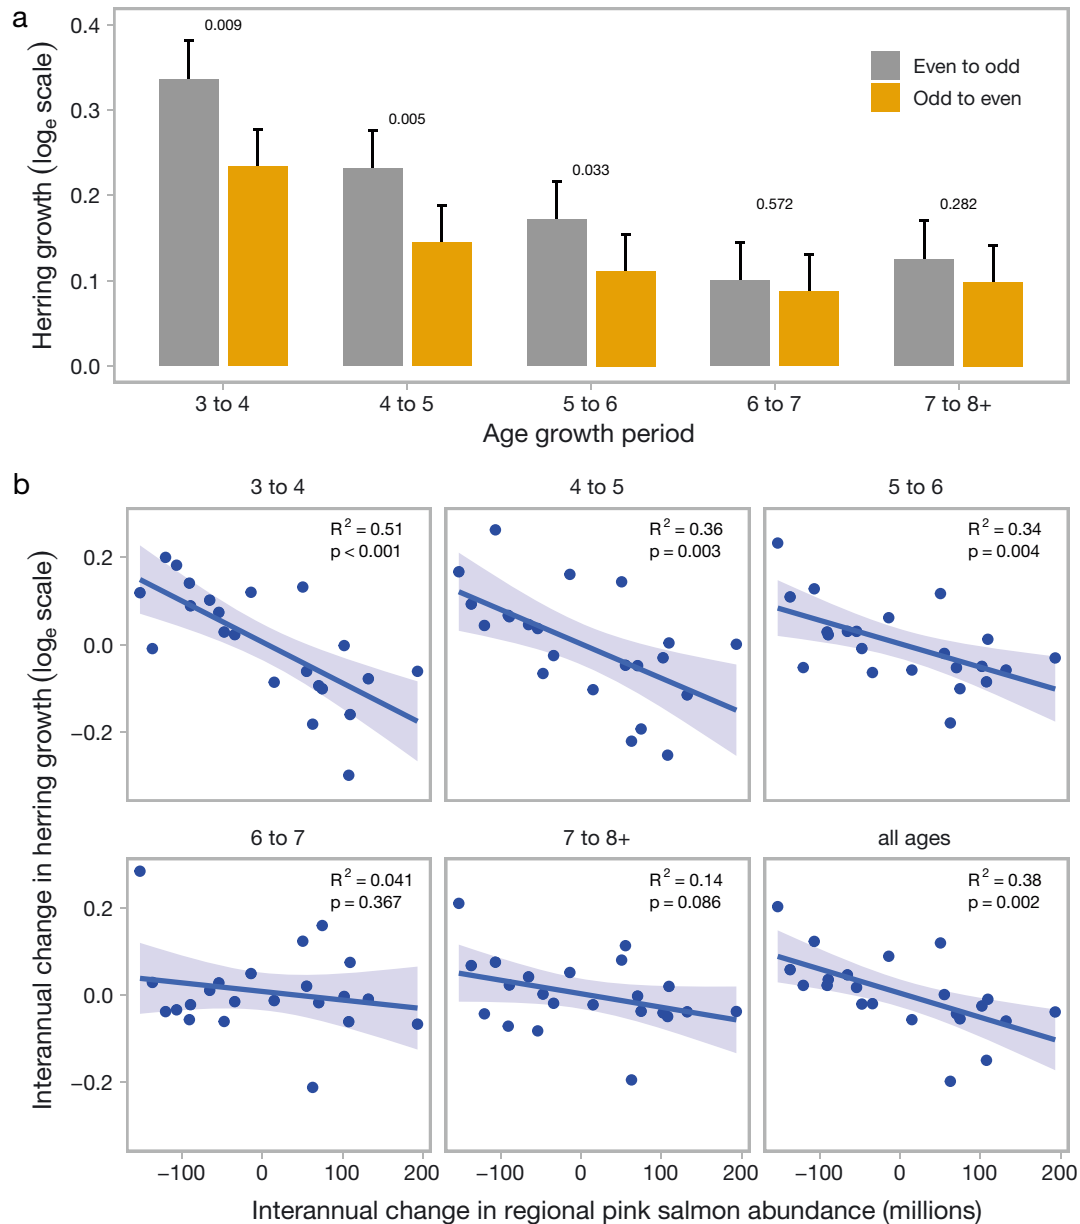 a
Herring growth (logₑ scale)
0.4
0.3
0.2
0.1
0.0
0.009
0.005
0.033
0.572
0.282
Even to odd
Odd to even
3 to 4
4 to 5
5 to 6
6 to 7
7 to 8+
Age growth period
b
Interannual change in herring growth (logₑ scale)
3 to 4
R² = 0.51
p < 0.001
4 to 5
R² = 0.36
p = 0.003
5 to 6
R² = 0.34
p = 0.004
0.2
0.0
−0.2
6 to 7
R² = 0.041
p = 0.367
7 to 8+
R² = 0.14
p = 0.086
all ages
R² = 0.38
p = 0.002
0.2
0.0
−0.2
−100 0 100 200
−100 0 100 200
−100 0 100 200
Interannual change in regional pink salmon abundance (millions)